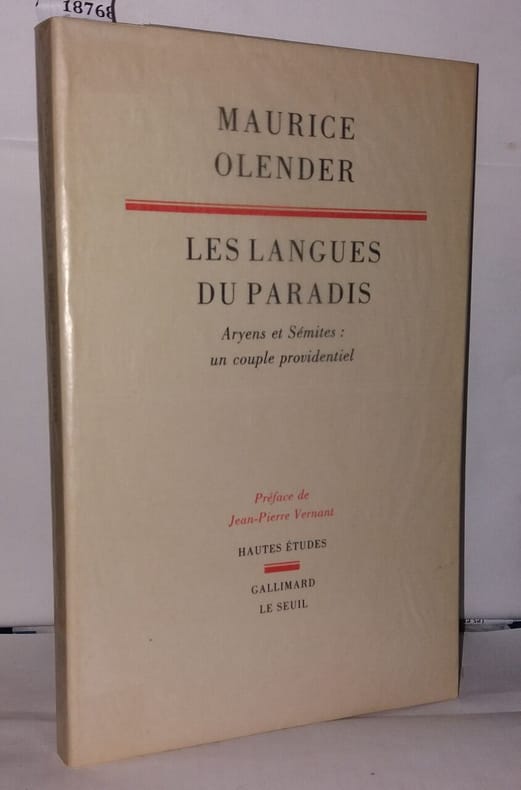 18768
MAURICE
OLENDER
LES LANGUES
DU PARADIS
Aryens et Sémites :
un couple providentiel
Préface de
Jean-Pierre Vernant
HAUTES ÉTUDES
GALLIMARD
LE SEUIL